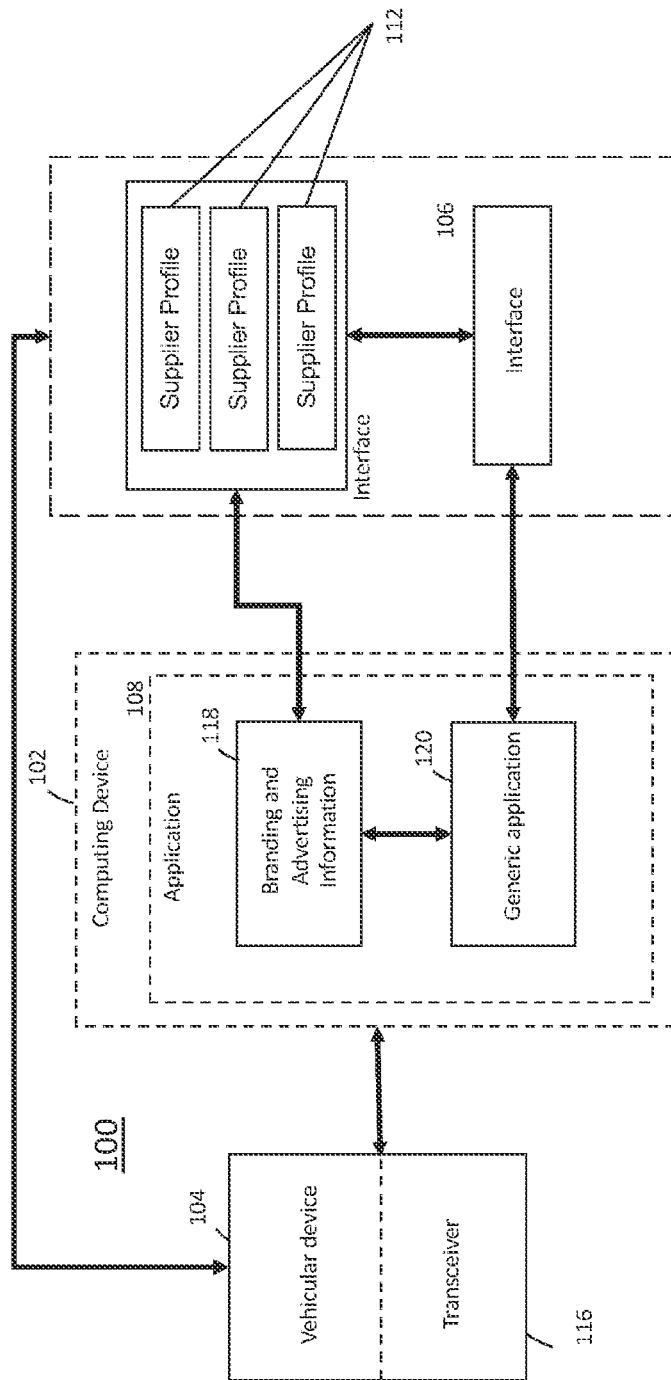 100
104
Vehicular device
Transceiver
116
102
Computing Device
108
Application
118
Branding and
Advertising
Information
120
Generic application
Supplier Profile
Supplier Profile
Supplier Profile
Interface
112
106
Interface